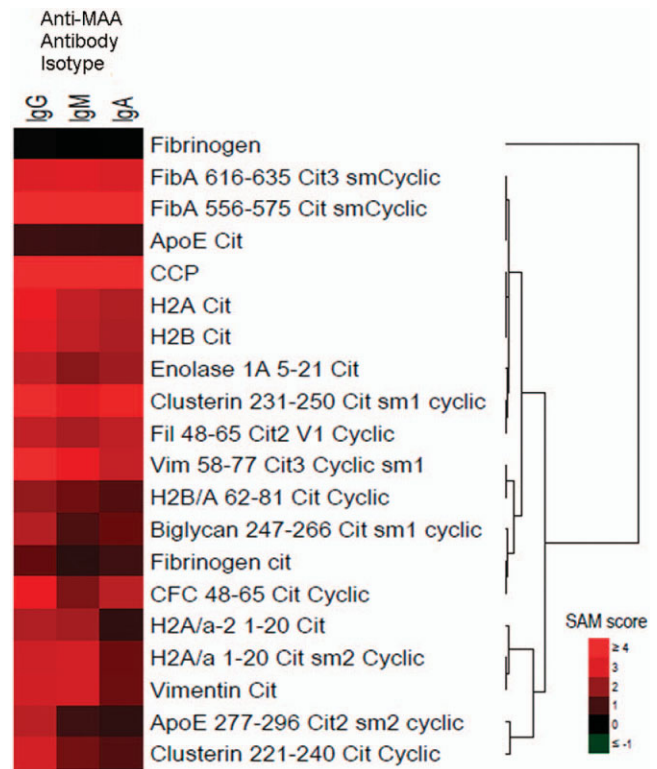 Anti-MAA
Antibody
Isotype
IgG
IgM
IgA
Fibrinogen
FibA 616-635 Cit3 smCyclic
FibA 556-575 Cit smCyclic
ApoE Cit
CCP
H2A Cit
H2B Cit
Enolase 1A 5-21 Cit
Clusterin 231-250 Cit sm1 cyclic
Fil 48-65 Cit2 V1 Cyclic
Vim 58-77 Cit3 Cyclic sm1
H2B/A 62-81 Cit Cyclic
Biglycan 247-266 Cit sm1 cyclic
Fibrinogen cit
CFC 48-65 Cit Cyclic
H2A/a-2 1-20 Cit
H2A/a 1-20 Cit sm2 Cyclic
Vimentin Cit
ApoE 277-296 Cit2 sm2 cyclic
Clusterin 221-240 Cit Cyclic
SAM score
≥ 4
3
2
1
0
≤ -1